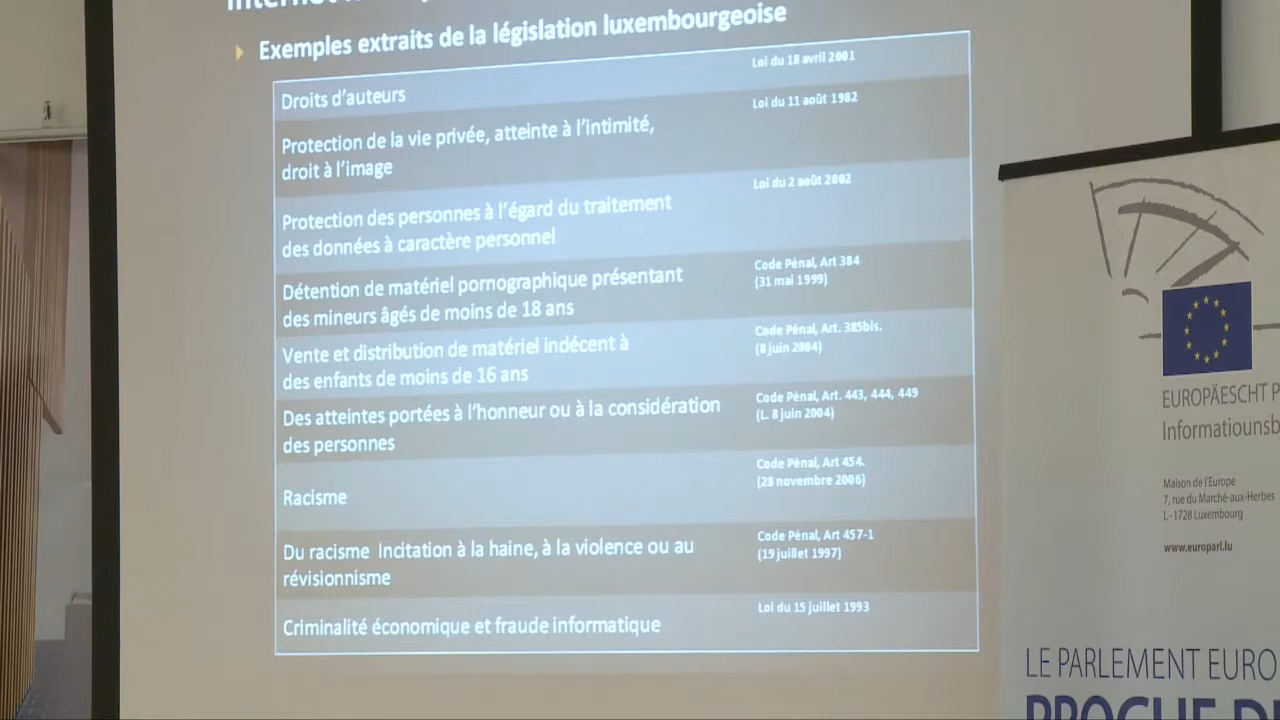 Exemples extraits de la législation luxembourgeoise
Droits d'auteurs
Loi du 18 avril 2001
Protection de la vie privée, atteinte à l'intimité,
droit à l'image
Loi du 11 août 1982
Protection des personnes à l'égard du traitement
des données à caractère personnel
Loi du 2 août 2002
Détention de matériel pornographique présentant
des mineurs âgés de moins de 18 ans
Code Pénal, Art 384
(31 mai 1999)
Vente et distribution de matériel indécent à
des enfants de moins de 16 ans
Code Pénal, Art. 385bis.
(8 juin 2004)
Des atteintes portées à l'honneur ou à la considération
des personnes
Code Pénal, Art. 443, 444, 449
(L. 8 juin 2004)
Racisme
Code Pénal, Art 454.
(28 novembre 2006)
Du racisme Incitation à la haine, à la violence ou au
révisionnisme
Code Pénal, Art 457-1
(19 juillet 1997)
Criminalité économique et fraude informatique
Loi du 15 juillet 1993
EUROPÄESCHT P
Informatiounsb
Maison de l'Europe
7, rue du Marché-aux-Herbes
L-1728 Luxembourg
www.europarl.lu
LE PARLEMENT EURO
PROCHE DE